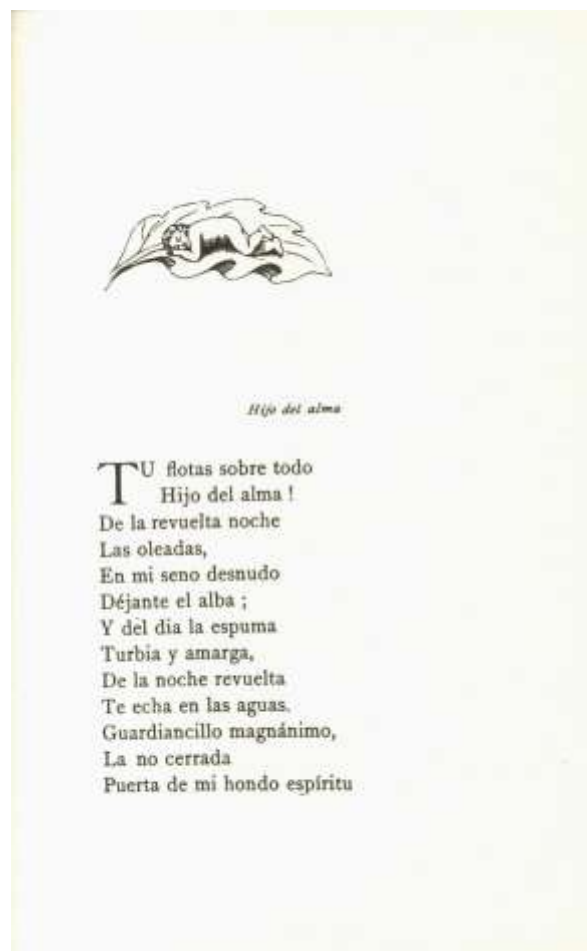 Hijo del alma
TU flotas sobre todo
Hijo del alma !
De la revuelta noche
Las oleadas,
En mi seno desnudo
Déjante el alba ;
Y del dia la espuma
Turbia y amarga,
De la noche revuelta
Te echa en las aguas.
Guardiancillo magnánimo,
La no cerrada
Puerta de mi hondo espíritu